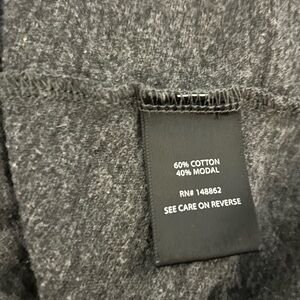 60% COTTON
40% MODAL
RN# 148862
SEE CARE ON REVERSE